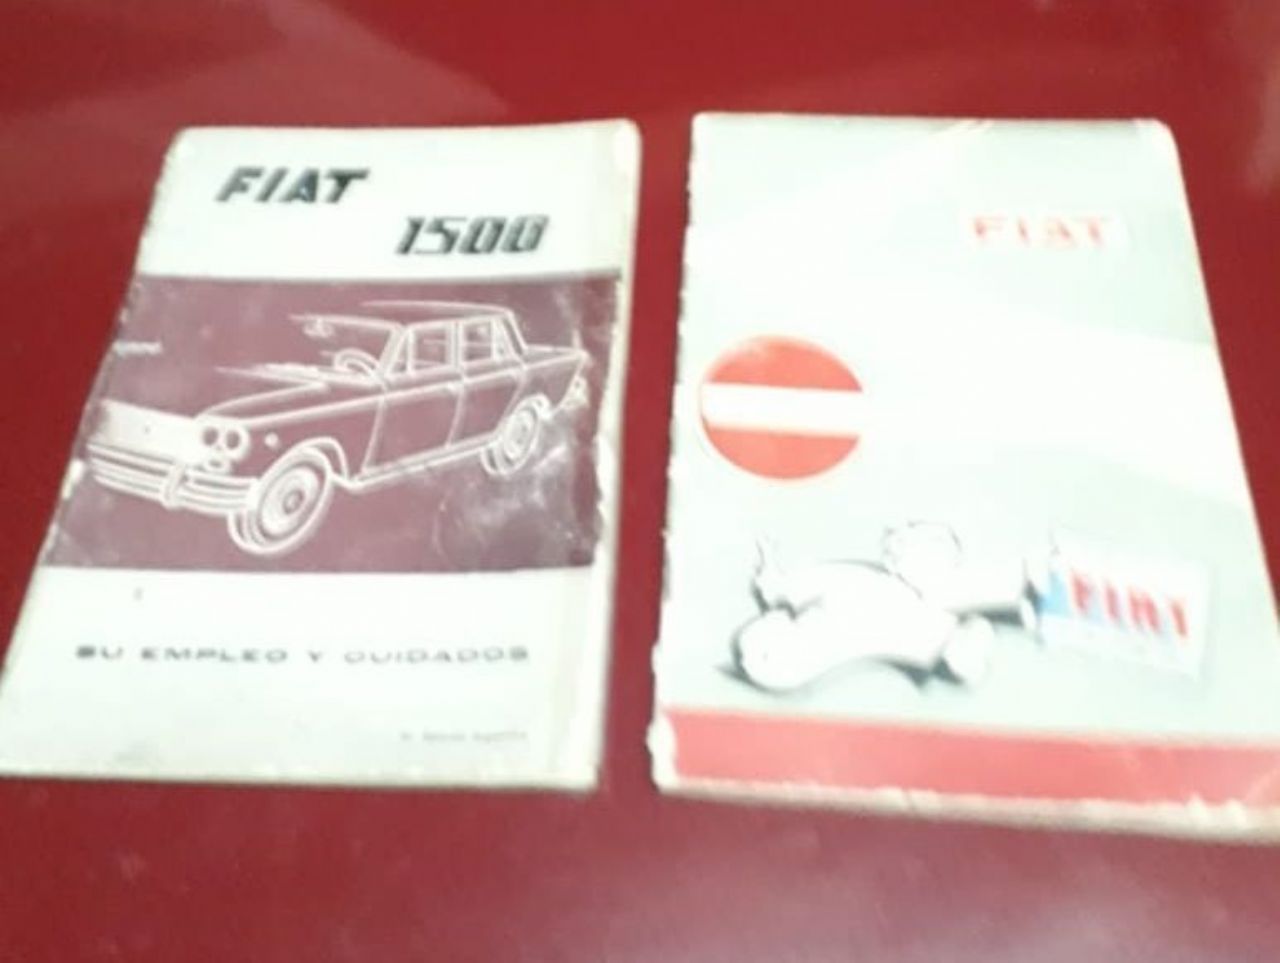 FIAT
1500
SU EMPLEO Y CUIDADOS
FIAT
FIAT